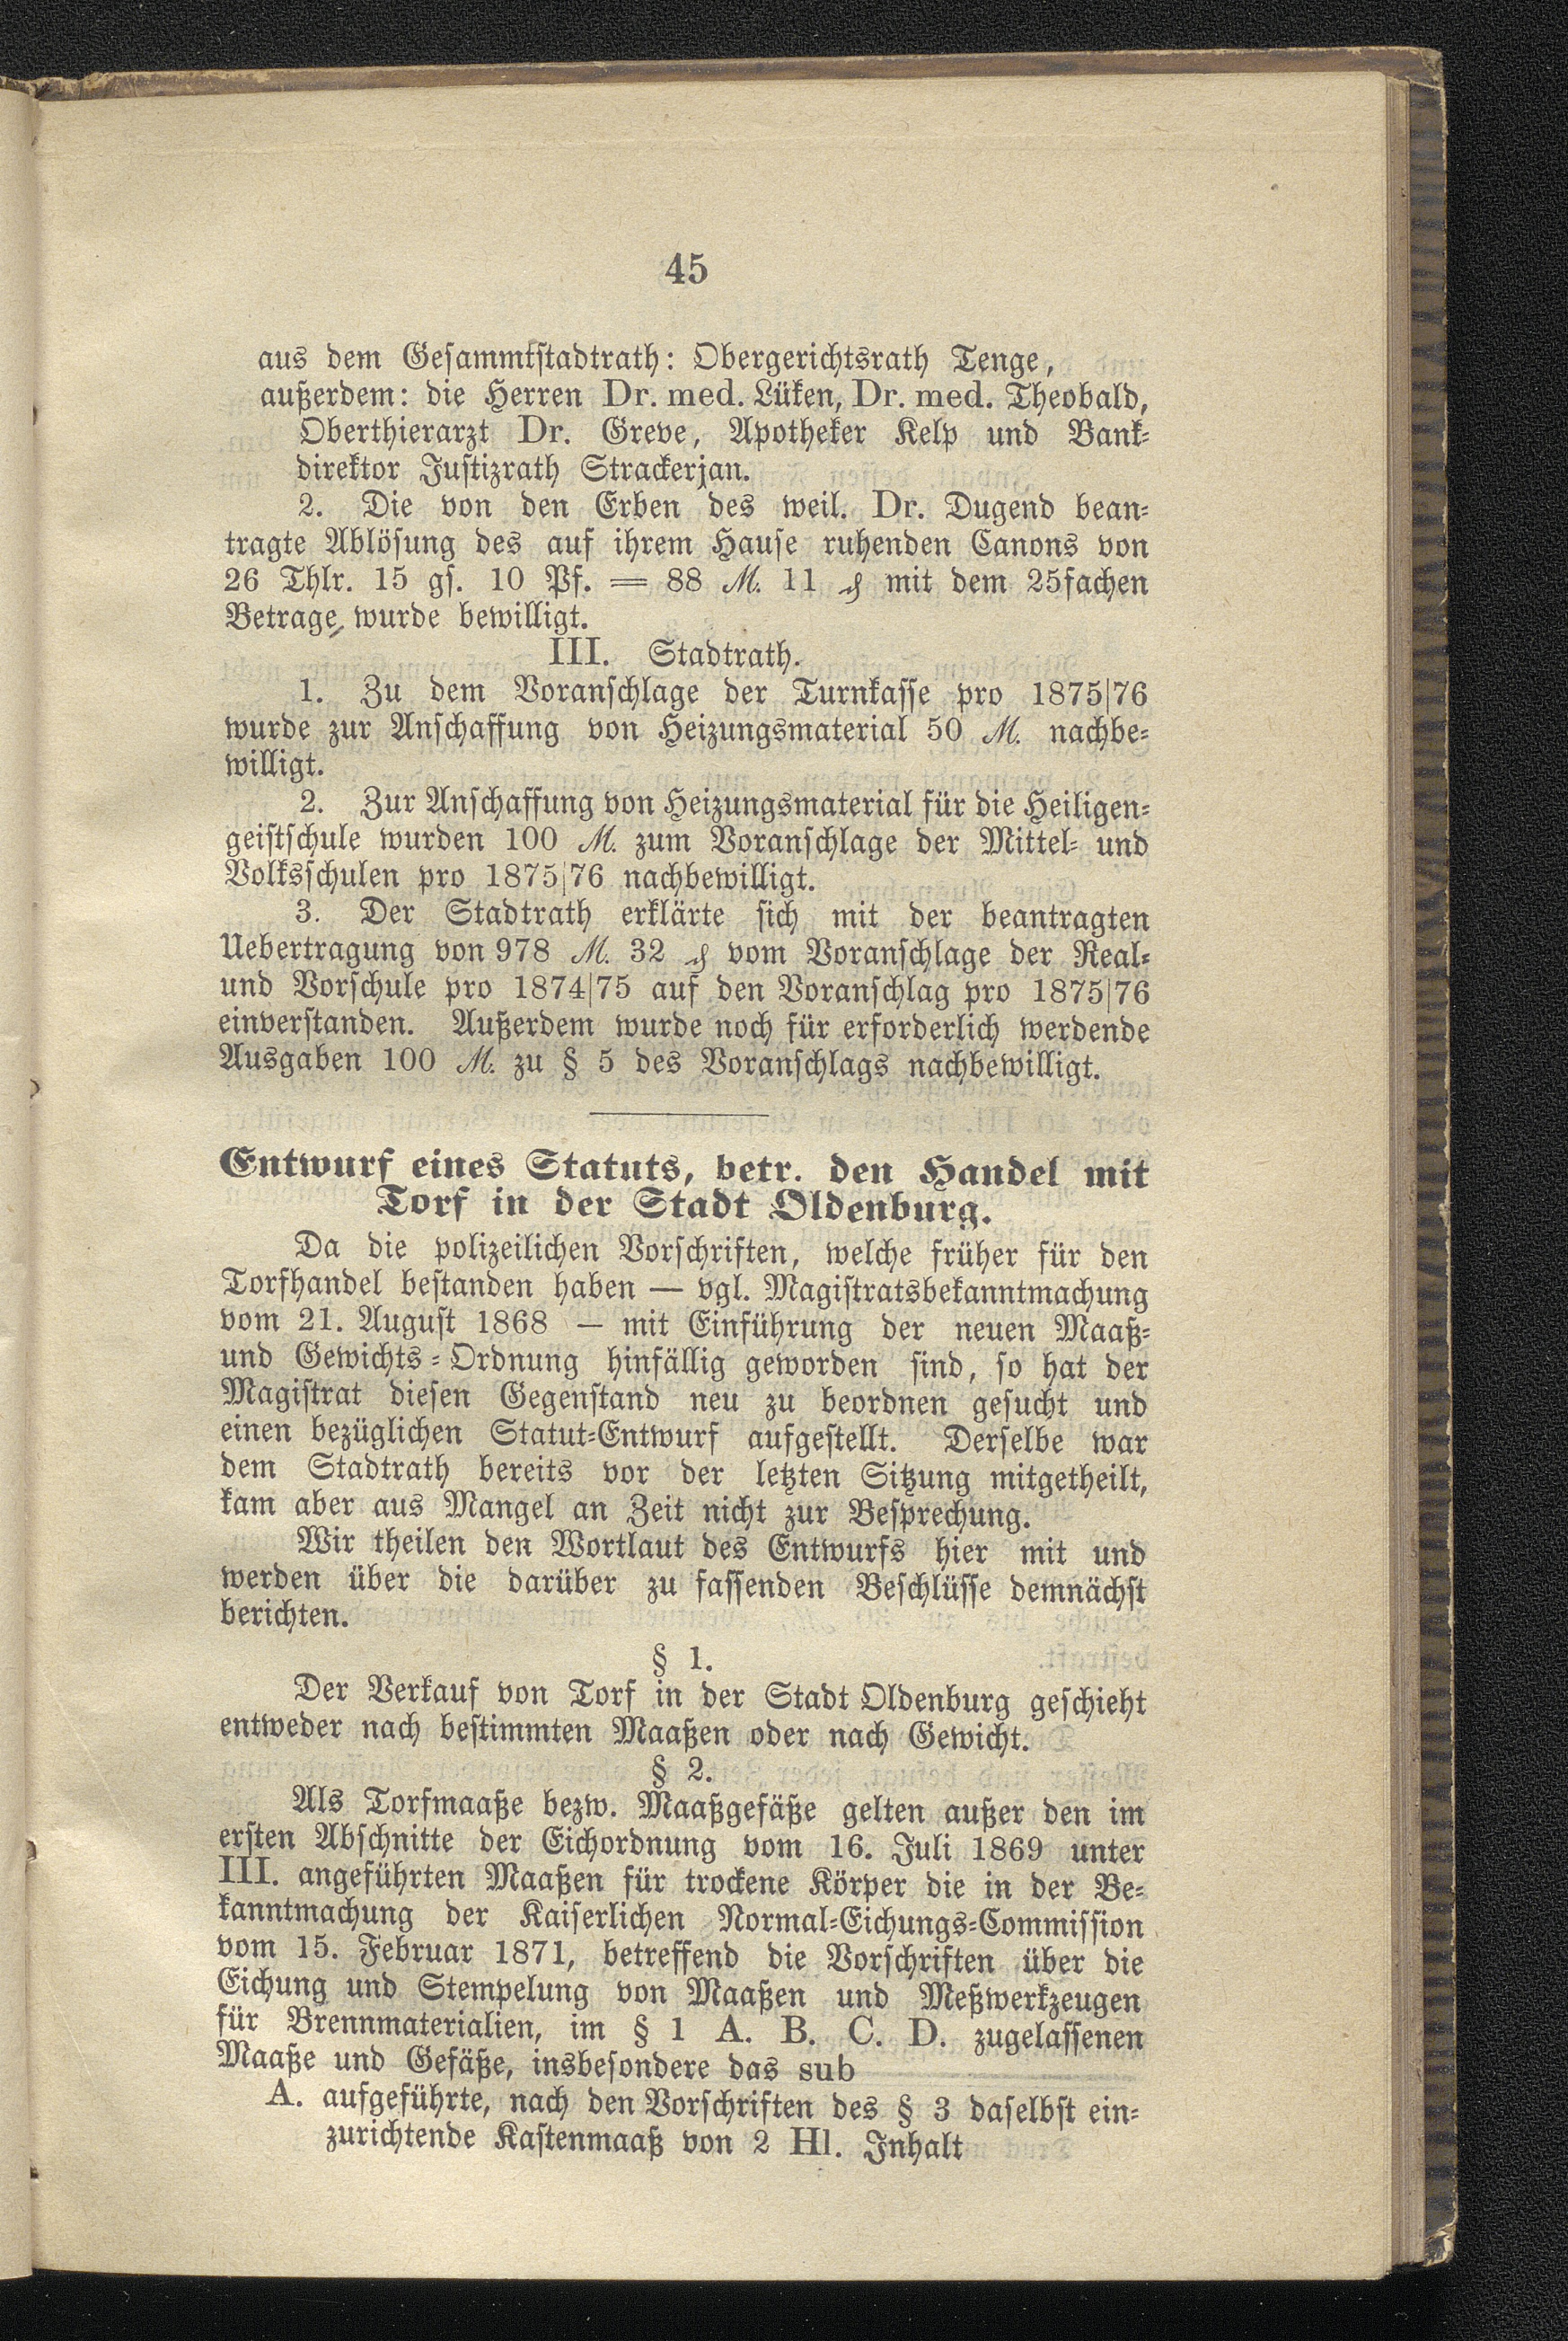 45
aus dem Gesammtstadtrath: Obergerichtsrath Tenge,
außerdem: die Herren Dr. med. Lüken, Dr. med. Theobald,
Oberthierarzt Dr. Greve, Apotheker Kelp und Bank-
direktor Justizrath Strackerjan.
2. Die von den Erben des weil. Dr. Dugend bean-
tragte Ablösung des auf ihrem Hause ruhenden Canons von
26 Thlr. 15 gs. 10 Pf. = 88 M. 11 ₰ mit dem 25fachen
Betrage, wurde bewilligt.
III. Stadtrath.
1. Zu dem Voranschlage der Turnkasse pro 1875|76
wurde zur Anschaffung von Heizungsmaterial 50 M. nachbe-
willigt.
2. Zur Anschaffung von Heizungsmaterial für die Heiligen-
geistschule wurden 100 M. zum Voranschlage der Mittel- und
Volksschulen pro 1875|76 nachbewilligt.
3. Der Stadtrath erklärte sich mit der beantragten
Uebertragung von 978 M. 32 ₰ vom Voranschlage der Real-
und Vorschule pro 1874|75 auf den Voranschlag pro 1875|76
einverstanden. Außerdem wurde noch für erforderlich werdende
Ausgaben 100 M. zu § 5 des Voranschlags nachbewilligt.
Entwurf eines Statuts, betr. den Handel mit
Torf in der Stadt Oldenburg.
Da die polizeilichen Vorschriften, welche früher für den
Torfhandel bestanden haben — vgl. Magistratsbekanntmachung
vom 21. August 1868 — mit Einführung der neuen Maaß-
und Gewichts-Ordnung hinfällig geworden sind, so hat der
Magistrat diesen Gegenstand neu zu beordnen gesucht und
einen bezüglichen Statut-Entwurf aufgestellt. Derselbe war
dem Stadtrath bereits vor der letzten Sitzung mitgetheilt,
kam aber aus Mangel an Zeit nicht zur Besprechung.
Wir theilen den Wortlaut des Entwurfs hier mit und
werden über die darüber zu fassenden Beschlüsse demnächst
berichten.
§ 1.
Der Verkauf von Torf in der Stadt Oldenburg geschieht
entweder nach bestimmten Maaßen oder nach Gewicht.
§ 2.
Als Torfmaaße bezw. Maaßgefäße gelten außer den im
ersten Abschnitte der Eichordnung vom 16. Juli 1869 unter
III. angeführten Maaßen für trockene Körper die in der Be-
kanntmachung der Kaiserlichen Normal-Eichungs-Commission
vom 15. Februar 1871, betreffend die Vorschriften über die
Eichung und Stempelung von Maaßen und Meßwerkzeugen
für Brennmaterialien, im § 1 A. B. C. D. zugelassenen
Maaße und Gefäße, insbesondere das sub
A. aufgeführte, nach den Vorschriften des § 3 daselbst ein-
zurichtende Kastenmaaß von 2 Hl. Inhalt